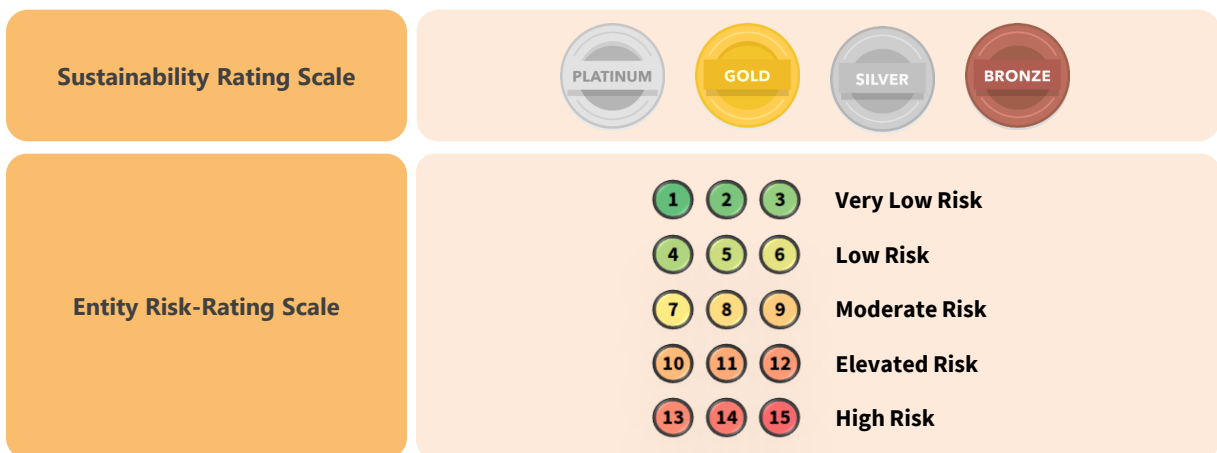 Sustainability Rating Scale
PLATINUM GOLD SILVER BRONZE
Entity Risk-Rating Scale
1 2 3 Very Low Risk
4 5 6 Low Risk
7 8 9 Moderate Risk
10 11 12 Elevated Risk
13 14 15 High Risk